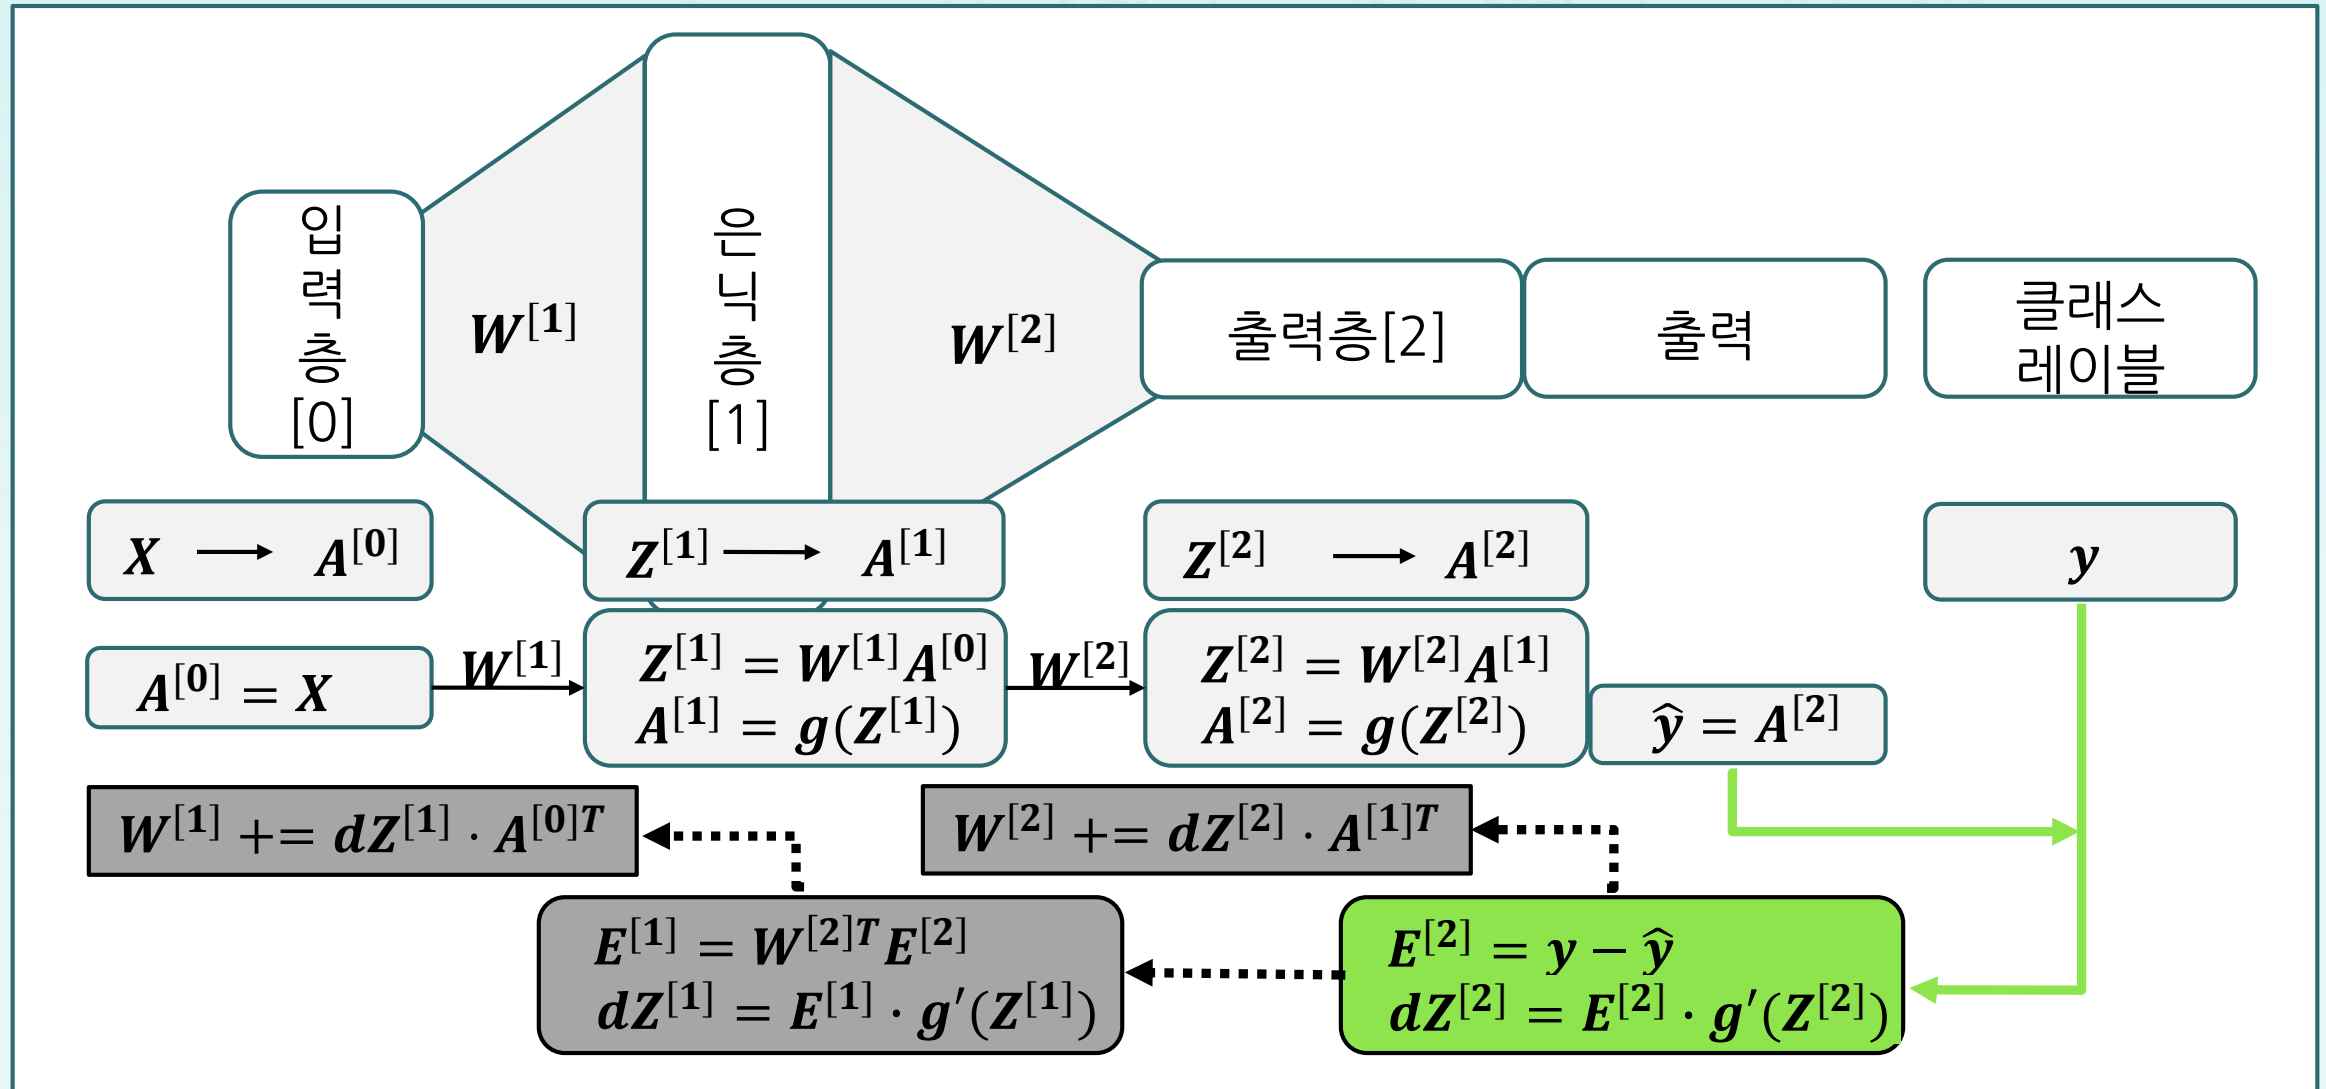 입
력
층
[0]
W^[1]
은
닉
층
[1]
W^[2]
출력층[2]
출력
클래스
레이블
X → A^[0]
Z^[1] → A^[1]
Z^[2] → A^[2]
y
A^[0] = X
W^[1]
Z^[1] = W^[1]A^[0]
A^[1] = g(Z^[1])
W^[2]
Z^[2] = W^[2]A^[1]
A^[2] = g(Z^[2])
ŷ = A^[2]
W^[1] += dZ^[1] · A^[0]T
W^[2] += dZ^[2] · A^[1]T
E^[1] = W^[2]T E^[2]
dZ^[1] = E^[1] · g′(Z^[1])
E^[2] = y − ŷ
dZ^[2] = E^[2] · g′(Z^[2])